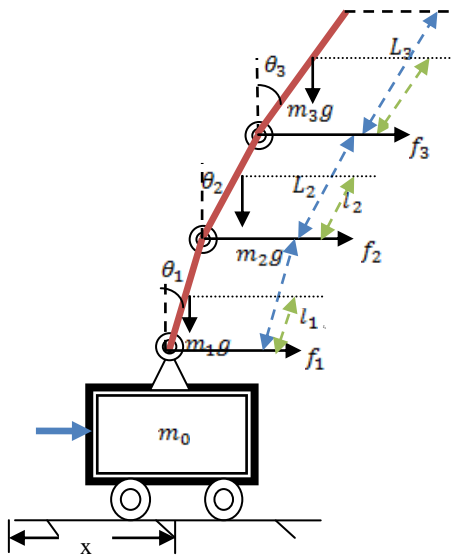 θ₃
L₃
m₃g
f₃
θ₂
L₂
l₂
m₂g
f₂
θ₁
l₁
m₁g
f₁
m₀
x